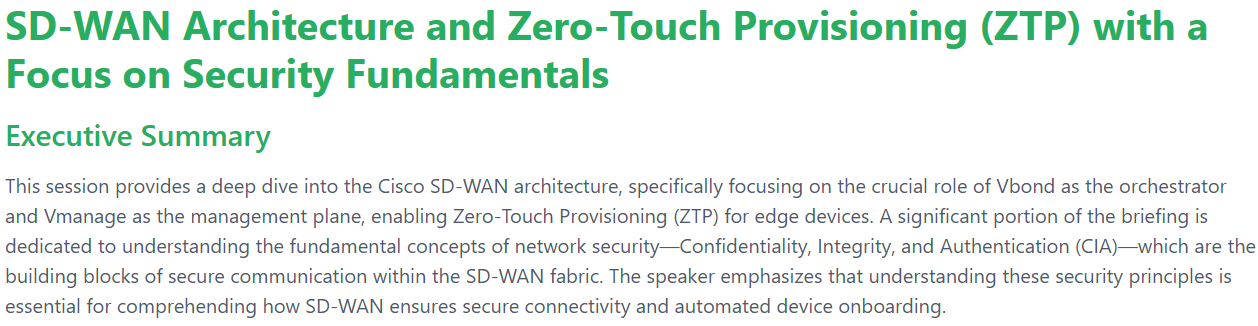 SD-WAN Architecture and Zero-Touch Provisioning (ZTP) with a
Focus on Security Fundamentals
Executive Summary
This session provides a deep dive into the Cisco SD-WAN architecture, specifically focusing on the crucial role of Vbond as the orchestrator
and Vmanage as the management plane, enabling Zero-Touch Provisioning (ZTP) for edge devices. A significant portion of the briefing is
dedicated to understanding the fundamental concepts of network security—Confidentiality, Integrity, and Authentication (CIA)—which are the
building blocks of secure communication within the SD-WAN fabric. The speaker emphasizes that understanding these security principles is
essential for comprehending how SD-WAN ensures secure connectivity and automated device onboarding.